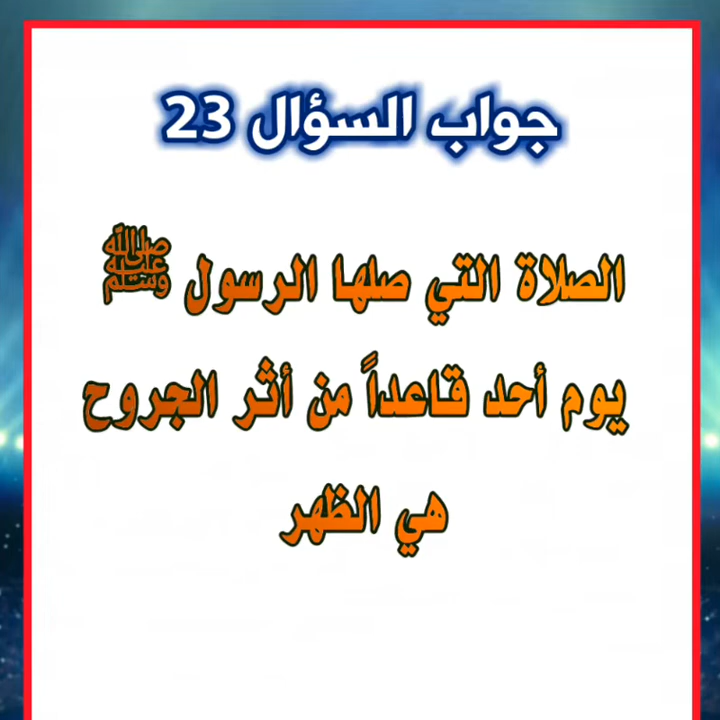 جواب السؤال 23
الصلاة التي صلها الرسول ﷺ
يوم أحد قاعداً من أثر الجروح
هي الظهر